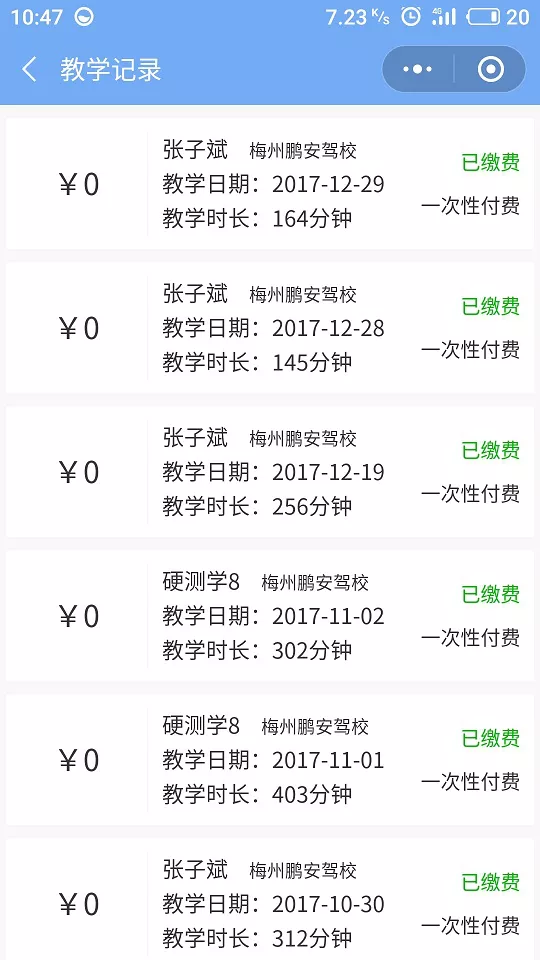 10:47 7.23 K/s 4G 20
教学记录
¥0
张子斌 梅州鹏安驾校
教学日期：2017-12-29
教学时长：164分钟
已缴费
一次性付费
¥0
张子斌 梅州鹏安驾校
教学日期：2017-12-28
教学时长：145分钟
已缴费
一次性付费
¥0
张子斌 梅州鹏安驾校
教学日期：2017-12-19
教学时长：256分钟
已缴费
一次性付费
¥0
硬测学8 梅州鹏安驾校
教学日期：2017-11-02
教学时长：302分钟
已缴费
一次性付费
¥0
硬测学8 梅州鹏安驾校
教学日期：2017-11-01
教学时长：403分钟
已缴费
一次性付费
¥0
张子斌 梅州鹏安驾校
教学日期：2017-10-30
教学时长：312分钟
已缴费
一次性付费